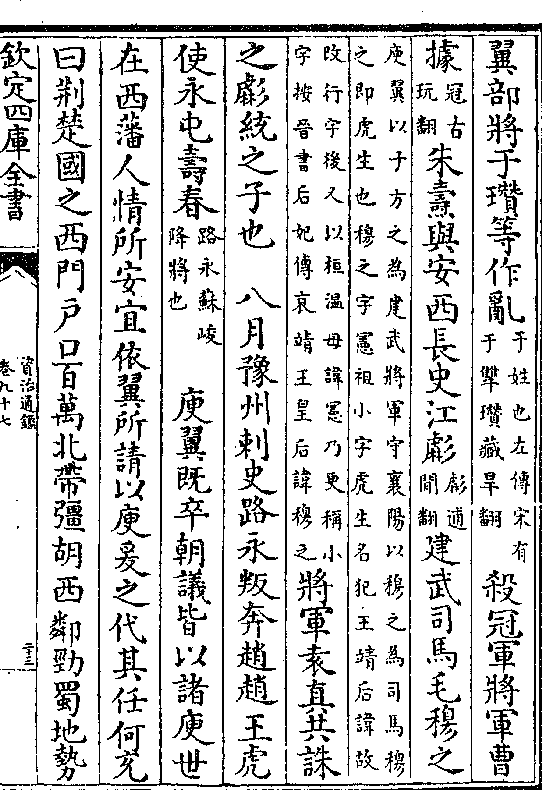 翼部將于瓚等作亂
于姓也左傳宋有
于犨瓚藏旱翻
殺冠軍將軍曹
據
冠古
玩翻
朱燾與安西長史江虨
虨逋
閒翻
建武司馬毛穆之
庾翼以子方之為建武將軍守襄陽以穆之為司馬穆
之即虎生也穆之字憲祖小字虎生名犯王靖后諱故
改行字後又以桓溫母諱憲乃更稱小
字按晉書后妃傳哀靖王皇后諱穆之
將軍袁真共誅
之虨統之子也　八月豫州刺史路永叛奔趙趙王虎
使永屯壽春
路永蘇峻
降將也
庾翼既卒朝議皆以諸庾世
在西藩人情所安宜依翼所請以庾爰之代其任何充
曰荆楚國之西門户口百萬北帶彊胡西鄰勁蜀地勢
欽定四庫全書
資治通鑑
卷九十七
二十三